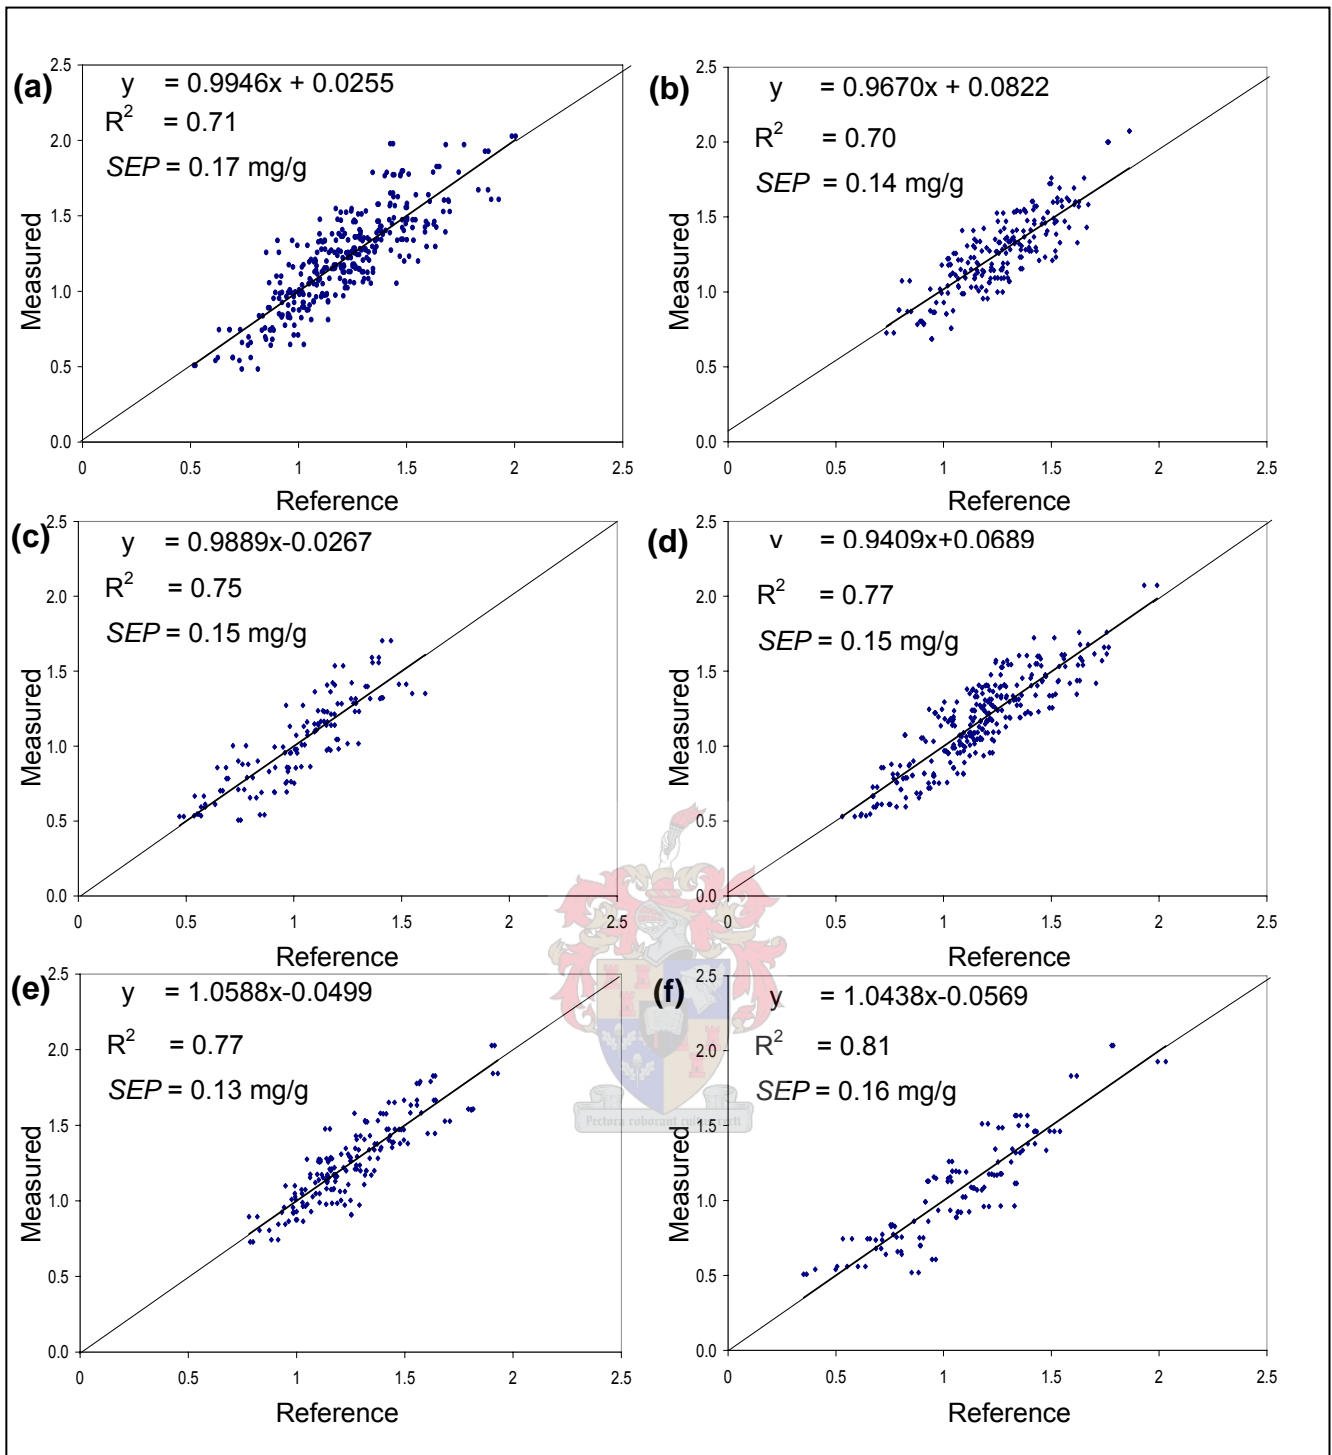 (a)
y = 0.9946x + 0.0255
R² = 0.71
SEP = 0.17 mg/g
2.5
2.0
1.5
1.0
0.5
0.0
Measured
0 0.5 1 1.5 2 2.5
Reference
(b)
y = 0.9670x + 0.0822
R² = 0.70
SEP = 0.14 mg/g
2.5
2.0
1.5
1.0
0.5
0.0
Measured
0 0.5 1 1.5 2 2.5
Reference
(c)
y = 0.9889x-0.0267
R² = 0.75
SEP = 0.15 mg/g
2.5
2.0
1.5
1.0
0.5
0.0
Measured
0 0.5 1 1.5 2 2.5
Reference
(d)
y = 0.9409x+0.0689
R² = 0.77
SEP = 0.15 mg/g
2.5
2.0
1.5
1.0
0.5
0.0
Measured
0 0.5 1 1.5 2 2.5
Reference
(e)
y = 1.0588x-0.0499
R² = 0.77
SEP = 0.13 mg/g
2.5
2.0
1.5
1.0
0.5
0.0
Measured
0 0.5 1 1.5 2 2.5
Reference
(f)
y = 1.0438x-0.0569
R² = 0.81
SEP = 0.16 mg/g
2.5
2.0
1.5
1.0
0.5
0.0
Measured
0 0.5 1 1.5 2 2.5
Reference
Pectora roborant